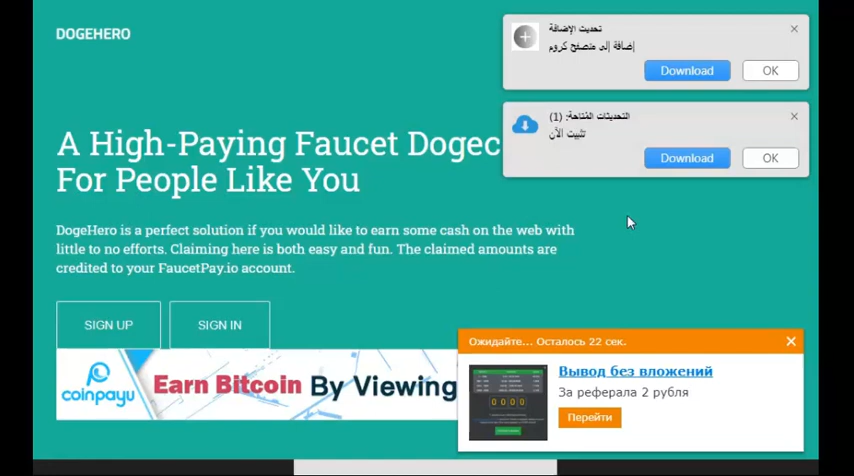 DOGEHERO
تحديث الإضافة
إضافة إلى متصفح كروم
Download
OK
التحديثات المتاحة: (1)
تثبيت الآن
Download
OK
A High-Paying Faucet Dogec
For People Like You
DogeHero is a perfect solution if you would like to earn some cash on the web with
little to no efforts. Claiming here is both easy and fun. The claimed amounts are
credited to your FaucetPay.io account.
SIGN UP
SIGN IN
coinpayu
Earn Bitcoin By Viewing
Ожидайте... Осталось 22 сек.
Вывод без вложений
За реферала 2 рубля
Перейти
0000